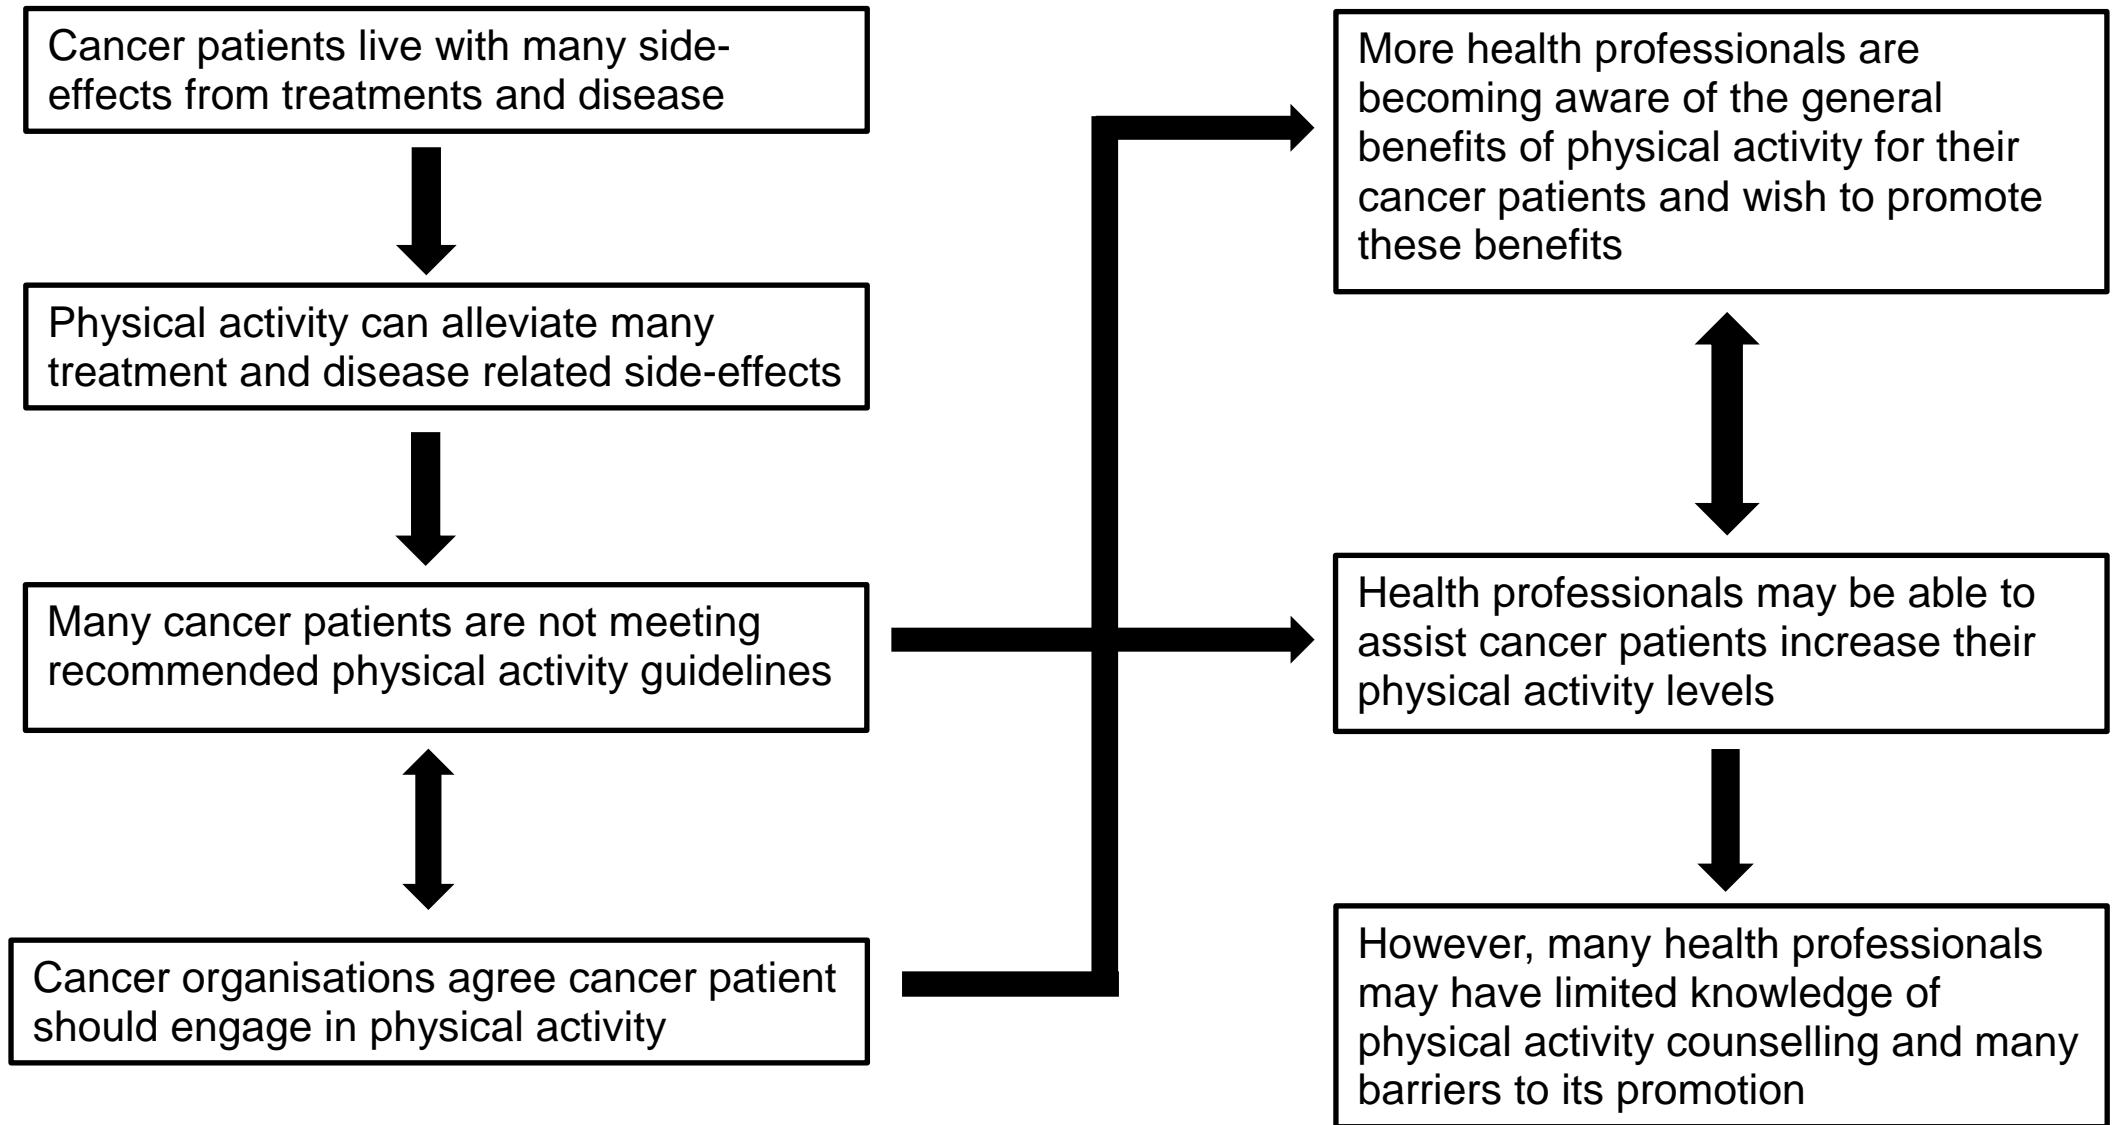 Cancer patients live with many side-
effects from treatments and disease
Physical activity can alleviate many
treatment and disease related side-effects
Many cancer patients are not meeting
recommended physical activity guidelines
Cancer organisations agree cancer patient
should engage in physical activity
More health professionals are
becoming aware of the general
benefits of physical activity for their
cancer patients and wish to promote
these benefits
Health professionals may be able to
assist cancer patients increase their
physical activity levels
However, many health professionals
may have limited knowledge of
physical activity counselling and many
barriers to its promotion